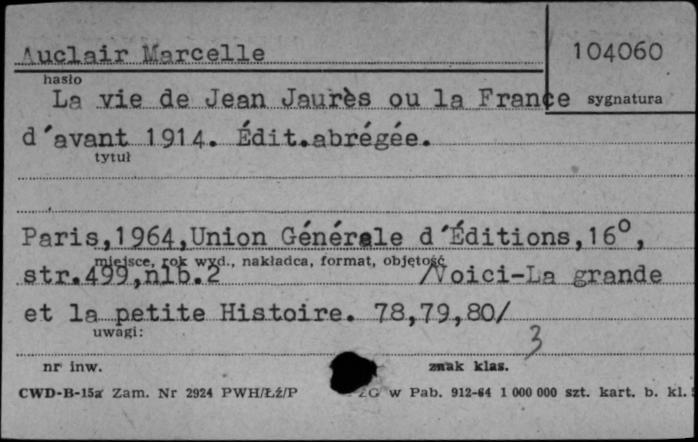 Auclair Marcelle
104060
hasło
La vie de Jean Jaurès ou la France
sygnatura
d'avant 1914. Édit.abrégée.
tytuł
Paris,1964,Union Générale d'Éditions,16°,
miejsce, rok wyd., nakładca, format, objętość
str.499,nlb.2 /Voici-La grande
et la petite Histoire. 78,79,80/
uwagi:
3
nr inw. znak klas.
CWD-B-15a Zam. Nr 2924 PWH/Łż/P ZG w Pab. 912-64 1 000 000 szt. kart. b. kl.